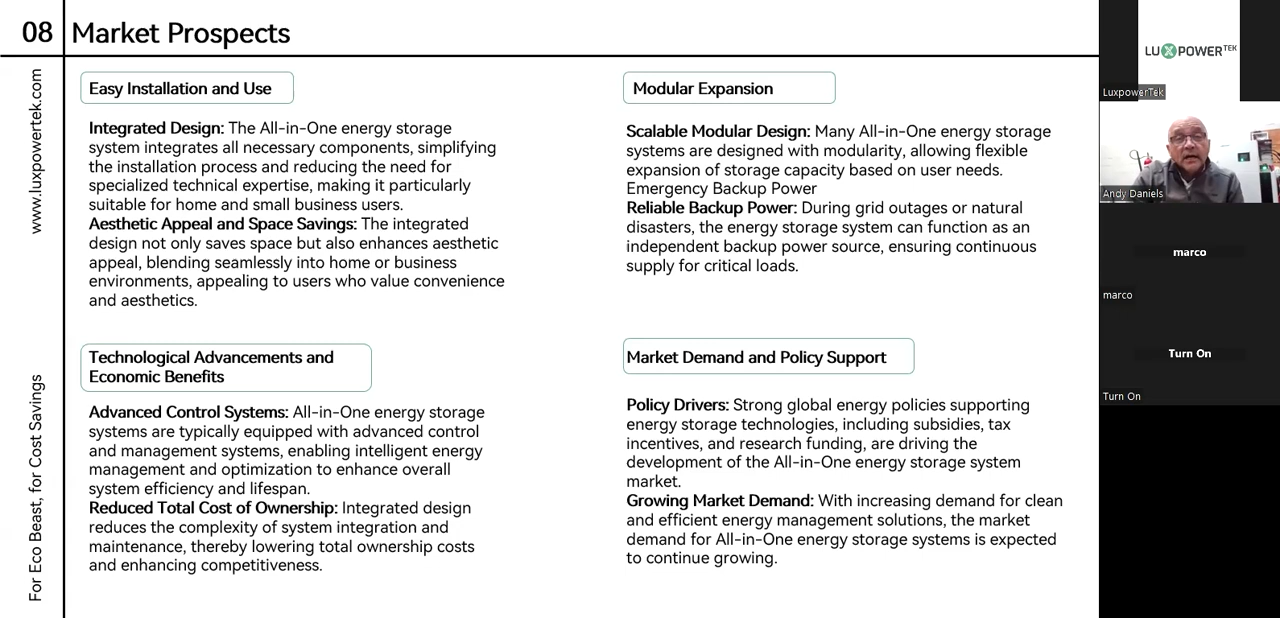 08
Market Prospects
www.luxpowertek.com
For Eco Beast, for Cost Savings
Easy Installation and Use
Integrated Design: The All-in-One energy storage
system integrates all necessary components, simplifying
the installation process and reducing the need for
specialized technical expertise, making it particularly
suitable for home and small business users.
Aesthetic Appeal and Space Savings: The integrated
design not only saves space but also enhances aesthetic
appeal, blending seamlessly into home or business
environments, appealing to users who value convenience
and aesthetics.
Modular Expansion
Scalable Modular Design: Many All-in-One energy storage
systems are designed with modularity, allowing flexible
expansion of storage capacity based on user needs.
Emergency Backup Power
Reliable Backup Power: During grid outages or natural
disasters, the energy storage system can function as an
independent backup power source, ensuring continuous
supply for critical loads.
Technological Advancements and
Economic Benefits
Advanced Control Systems: All-in-One energy storage
systems are typically equipped with advanced control
and management systems, enabling intelligent energy
management and optimization to enhance overall
system efficiency and lifespan.
Reduced Total Cost of Ownership: Integrated design
reduces the complexity of system integration and
maintenance, thereby lowering total ownership costs
and enhancing competitiveness.
Market Demand and Policy Support
Policy Drivers: Strong global energy policies supporting
energy storage technologies, including subsidies, tax
incentives, and research funding, are driving the
development of the All-in-One energy storage system
market.
Growing Market Demand: With increasing demand for clean
and efficient energy management solutions, the market
demand for All-in-One energy storage systems is expected
to continue growing.
LUXPOWERTEK
LuxpowerTek
Andy Daniels
marco
marco
Turn On
Turn On